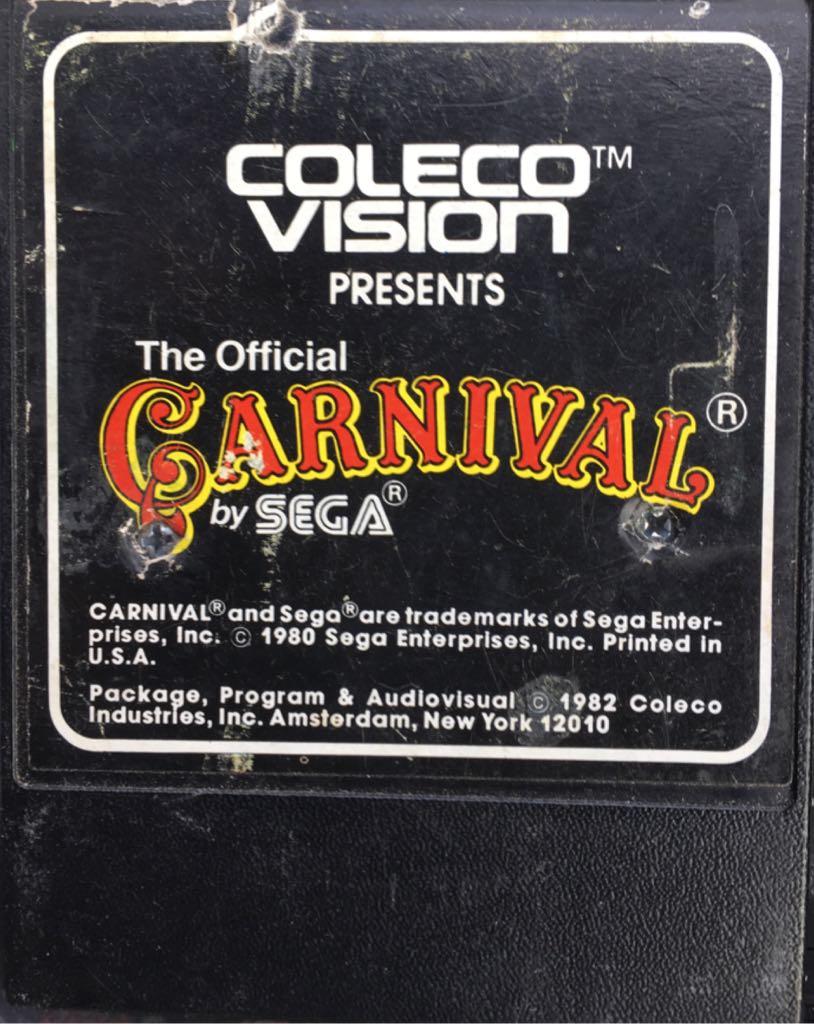 COLECO™
VISION
PRESENTS
The Official
CARNIVAL®
by SEGA®
CARNIVAL® and Sega® are trademarks of Sega Enter-
prises, Inc. © 1980 Sega Enterprises, Inc. Printed in
U.S.A.
Package, Program & Audiovisual © 1982 Coleco
Industries, Inc. Amsterdam, New York 12010